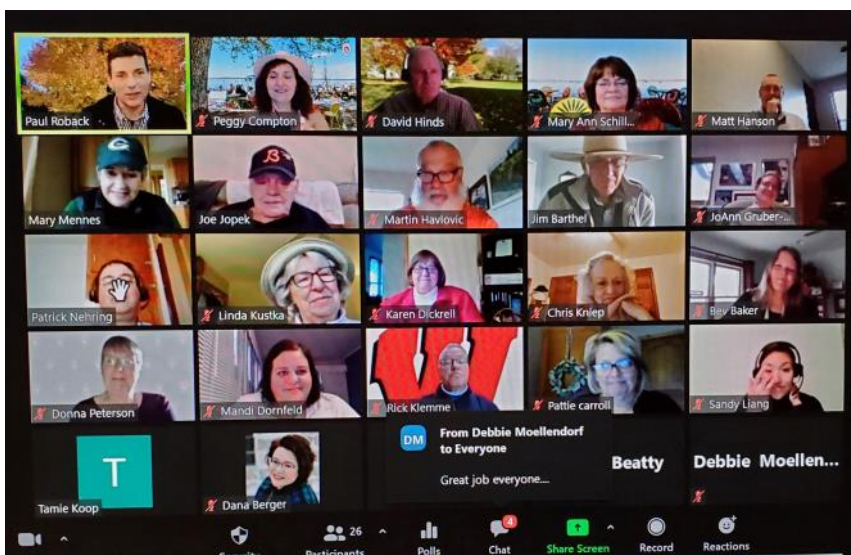 Paul Roback
Peggy Compton
David Hinds
Mary Ann Schill...
Matt Hanson
Mary Mennes
Joe Jopek
Martin Havlovic
Jim Barthel
JoAnn Gruber-...
Patrick Nehring
Linda Kustka
Karen Dickrell
Chris Kniep
Bev Baker
Donna Peterson
Mandi Dornfeld
Rick Klemme
Pattie carroll
Sandy Liang
G
B
W
T
Tamie Koop
Dana Berger
DM
From Debbie Moellendorf
to Everyone
Great job everyone....
Beatty
Debbie Moellen...
Security
Participants
26
Polls
4
Chat
Share Screen
Record
Reactions